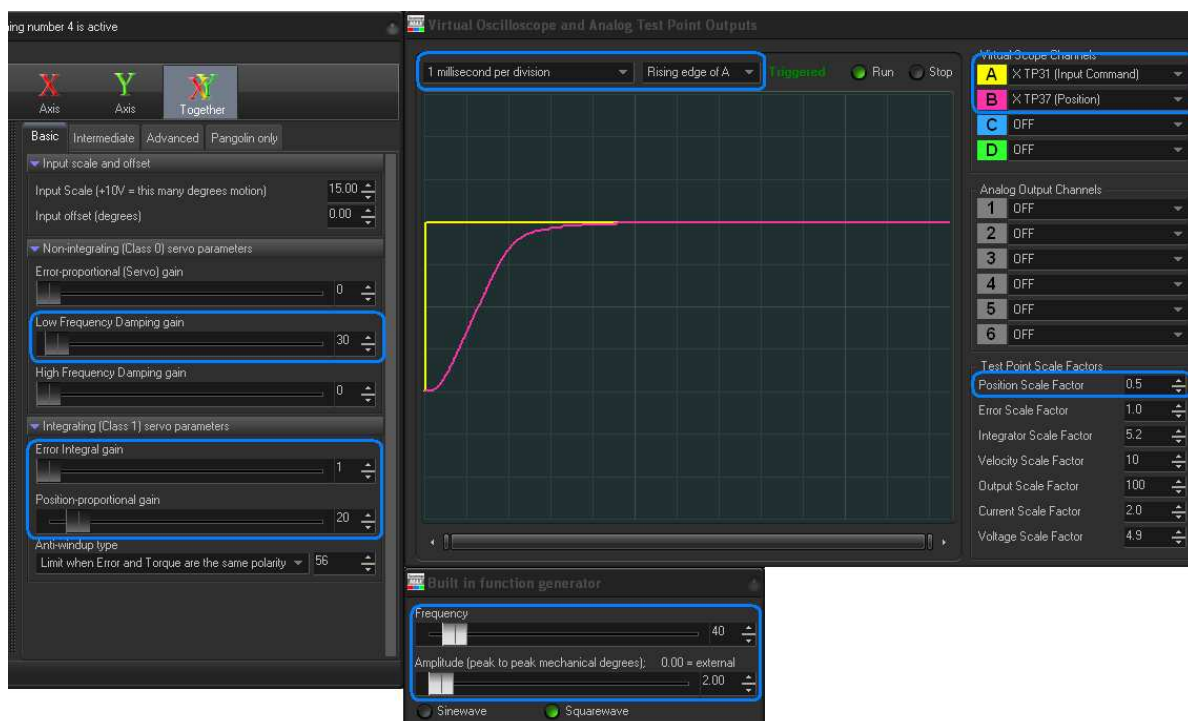 ing number 4 is active
X
Y
XY
Axis
Axis
Together
Basic
Intermediate
Advanced
Pangolin only
Input scale and offset
Input Scale (+10V = this many degrees motion)
15.00
Input offset (degrees)
0.00
Non-integrating (Class 0) servo parameters
Error-proportional (Servo) gain
0
Low Frequency Damping gain
30
High Frequency Damping gain
0
Integrating (Class 1) servo parameters
Error Integral gain
1
Position-proportional gain
20
Anti-windup type
Limit when Error and Torque are the same polarity
56
Virtual Oscilloscope and Analog Test Point Outputs
1 millisecond per division
Rising edge of A
Triggered
Run
Stop
Virtual Scope Channels
A X TP31 (Input Command)
B X TP37 (Position)
C OFF
D OFF
Analog Output Channels
1 OFF
2 OFF
3 OFF
4 OFF
5 OFF
6 OFF
Test Point Scale Factors
Position Scale Factor 0.5
Error Scale Factor 1.0
Integrator Scale Factor 5.2
Velocity Scale Factor 10
Output Scale Factor 100
Current Scale Factor 2.0
Voltage Scale Factor 4.9
Built in function generator
Frequency
40
Amplitude (peak to peak mechanical degrees); 0.00 = external
2.00
Sinewave
Squarewave